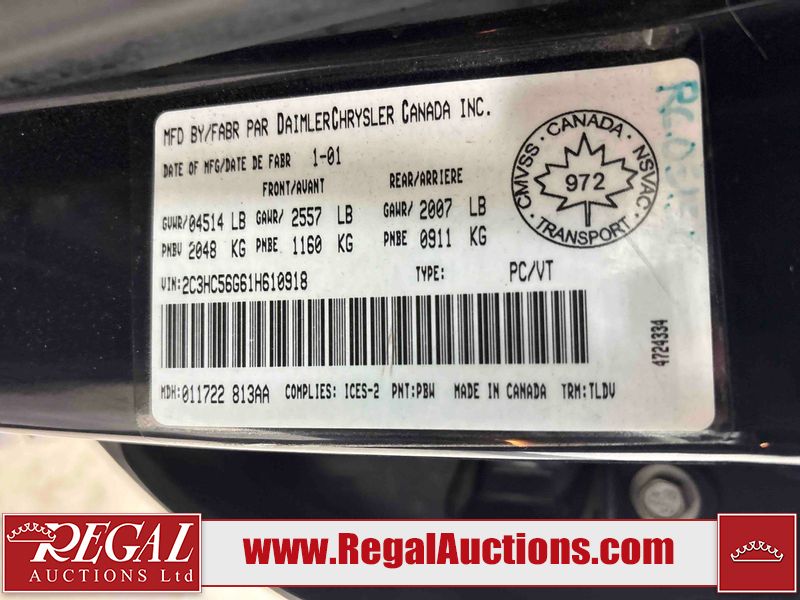 MFD BY/FABR PAR DAIMLERCHRYSLER CANADA INC.
DATE OF MFG/DATE DE FABR 1-01
FRONT/AVANT REAR/ARRIERE
GVWR/04514 LB GAWR/ 2557 LB GAWR/ 2007 LB
PNBV 2048 KG PNBE 1160 KG PNBE 0911 KG
VIN: 2C3HC56G61H610918 TYPE: PC/VT
MDH: 011722 813AA COMPLIES: ICES-2 PNT:PBW MADE IN CANADA TRM:TLDV
CMVSS · CANADA · NSVAC · TRANSPORT ·
972
4724334
REGAL
AUCTIONS Ltd
www.RegalAuctions.com